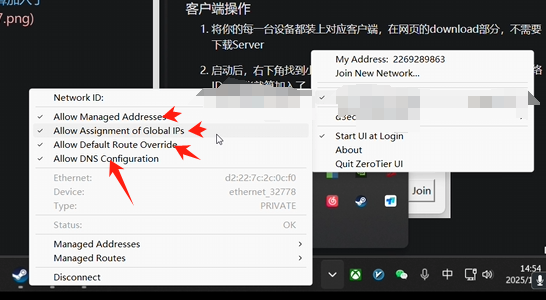 7.png)
客户端操作
1. 将你的每一台设备都装上对应客户端，在网页的download部分，不需要
下载Server
2. 启动后，右下角找到小
My Address: 2269289863
Join New Network...
Start UI at Login
About
Quit ZeroTier UI
Join
Network ID:
Allow Managed Addresses
Allow Assignment of Global IPs
Allow Default Route Override
Allow DNS Configuration
Ethernet: d2:22:7c:2c:0c:f0
Device: ethernet_32778
Type: PRIVATE
Status: OK
Managed Addresses
Managed Routes
Disconnect
中
14:54
2025/1